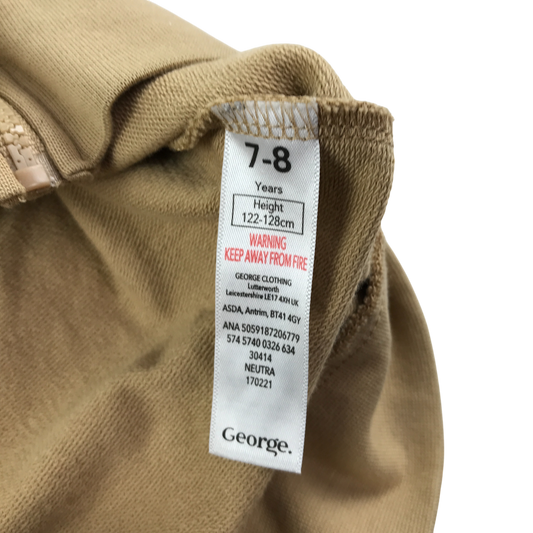 7-8
Years
Height
122-128cm
WARNING
KEEP AWAY FROM FIRE
GEORGE CLOTHING
Lutterworth
Leicestershire LE17 4XH UK
ASDA, Antrim, BT41 4GY
ANA 5059187206779
574 5740 0326 634
30414
NEUTRA
170221
George.